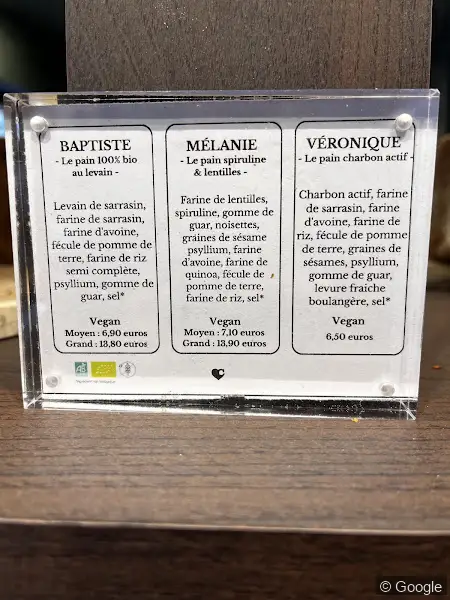 BAPTISTE
- Le pain 100% bio
au levain -
Levain de sarrasin,
farine de sarrasin,
farine d'avoine,
fécule de pomme de
terre, farine de riz
semi complète,
psyllium, gomme de
guar, sel*
Vegan
Moyen : 6,90 euros
Grand : 13,80 euros
MÉLANIE
- Le pain spiruline
& lentilles -
Farine de lentilles,
spiruline, gomme de
guar, noisettes,
graines de sésame
psyllium, farine
d'avoine, farine de
quinoa, fécule de
pomme de terre,
farine de riz, sel*
Vegan
Moyen : 7,10 euros
Grand : 13,90 euros
VÉRONIQUE
- Le pain charbon actif -
Charbon actif, farine
de sarrasin, farine
d'avoine, farine de
riz, fécule de pomme
de terre, graines de
sésames, psyllium,
gomme de guar,
levure fraîche
boulangère, sel*
Vegan
6,50 euros
AB
© Google